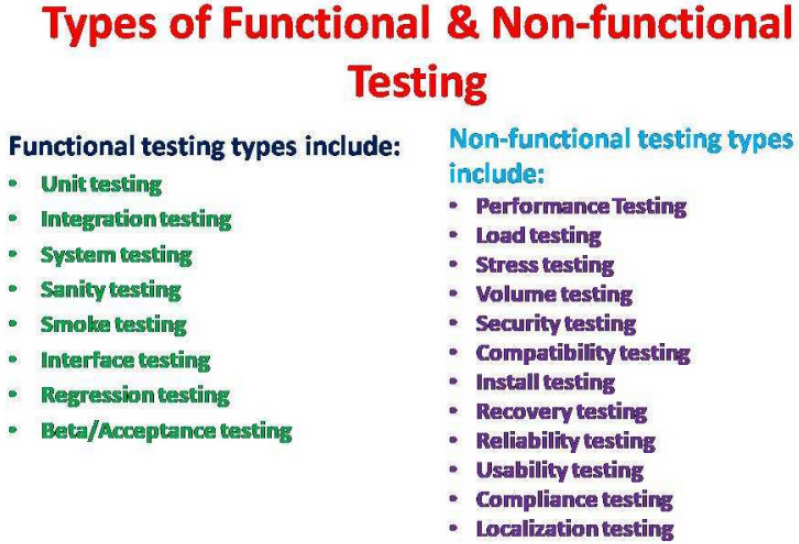 Types of Functional & Non-functional
Testing
Functional testing types include:
• Unit testing
• Integration testing
• System testing
• Sanity testing
• Smoke testing
• Interface testing
• Regression testing
• Beta/Acceptance testing
Non-functional testing types
include:
• Performance Testing
• Load testing
• Stress testing
• Volume testing
• Security testing
• Compatibility testing
• Install testing
• Recovery testing
• Reliability testing
• Usability testing
• Compliance testing
• Localization testing